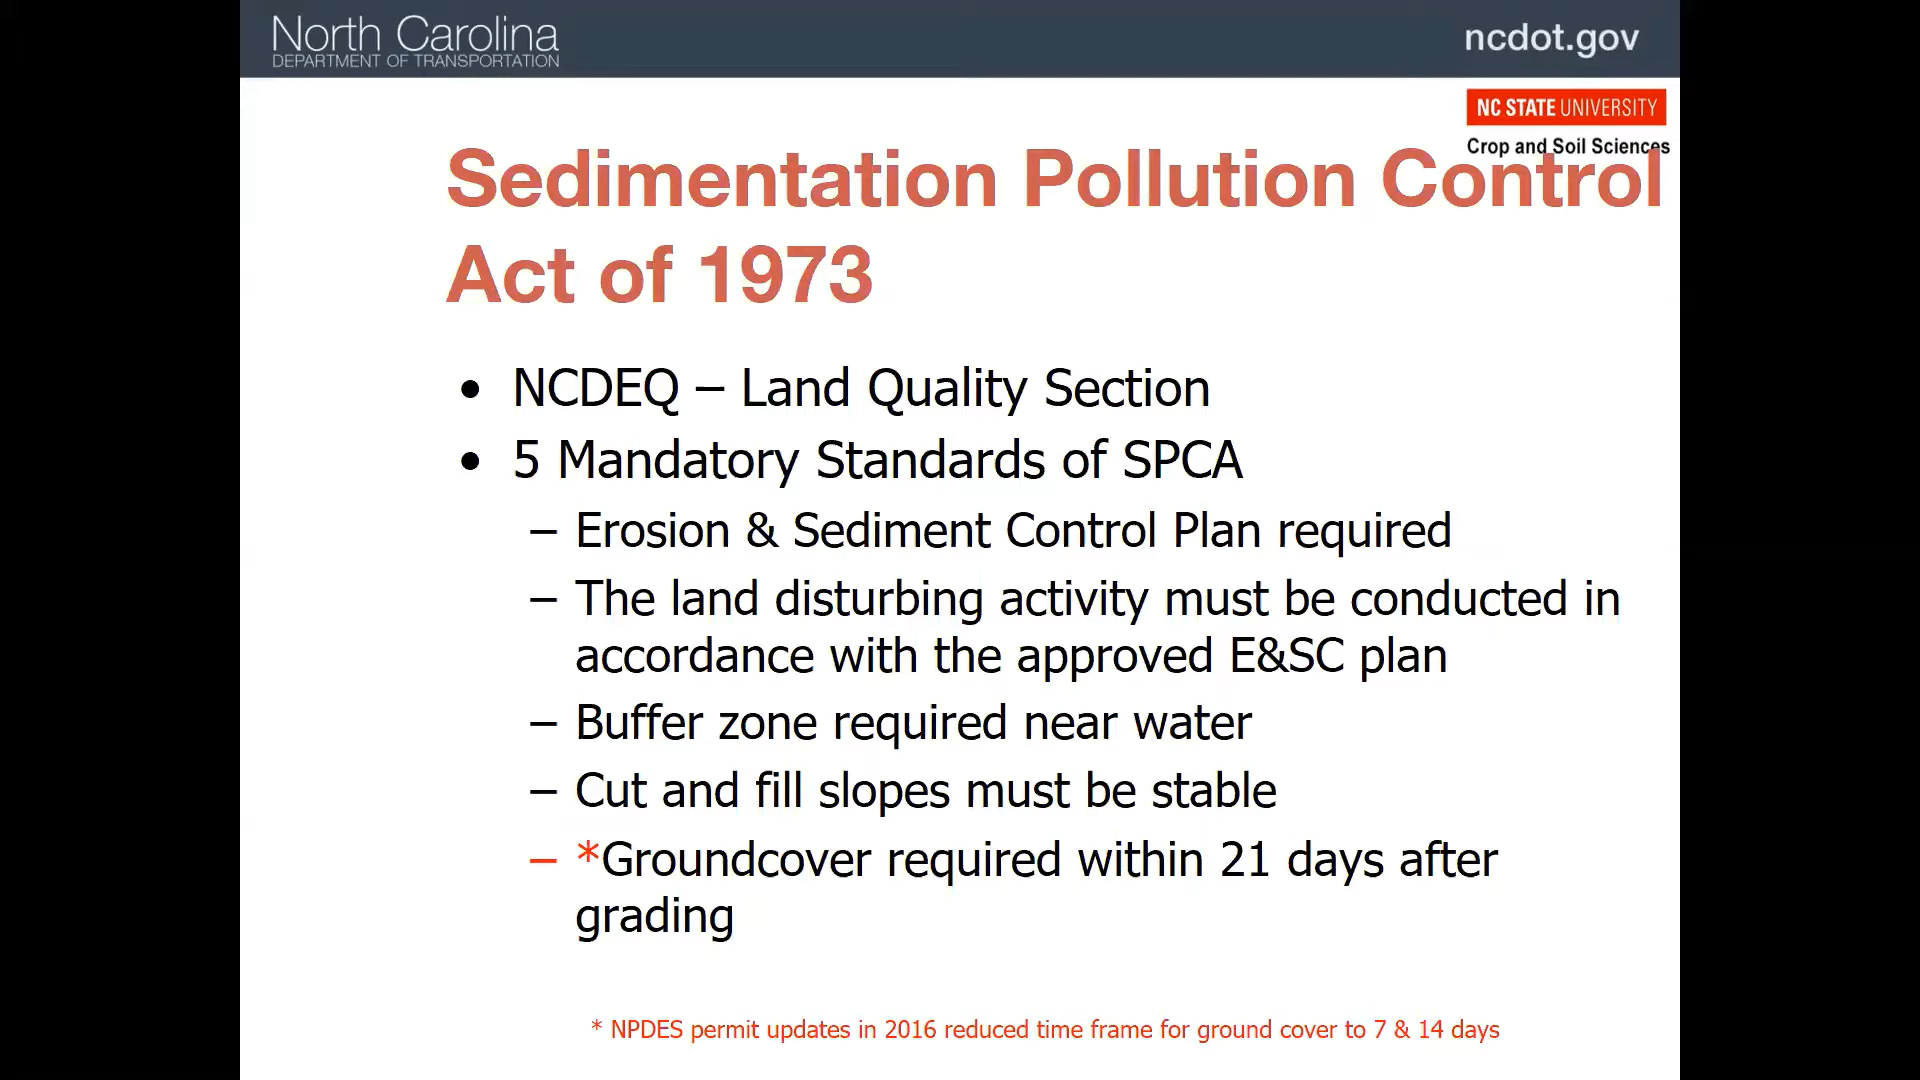 North Carolina
DEPARTMENT OF TRANSPORTATION
ncdot.gov
NC STATE UNIVERSITY
Crop and Soil Sciences
Sedimentation Pollution Control
Act of 1973
• NCDEQ – Land Quality Section
• 5 Mandatory Standards of SPCA
– Erosion & Sediment Control Plan required
– The land disturbing activity must be conducted in
accordance with the approved E&SC plan
– Buffer zone required near water
– Cut and fill slopes must be stable
– *Groundcover required within 21 days after
grading
* NPDES permit updates in 2016 reduced time frame for ground cover to 7 & 14 days